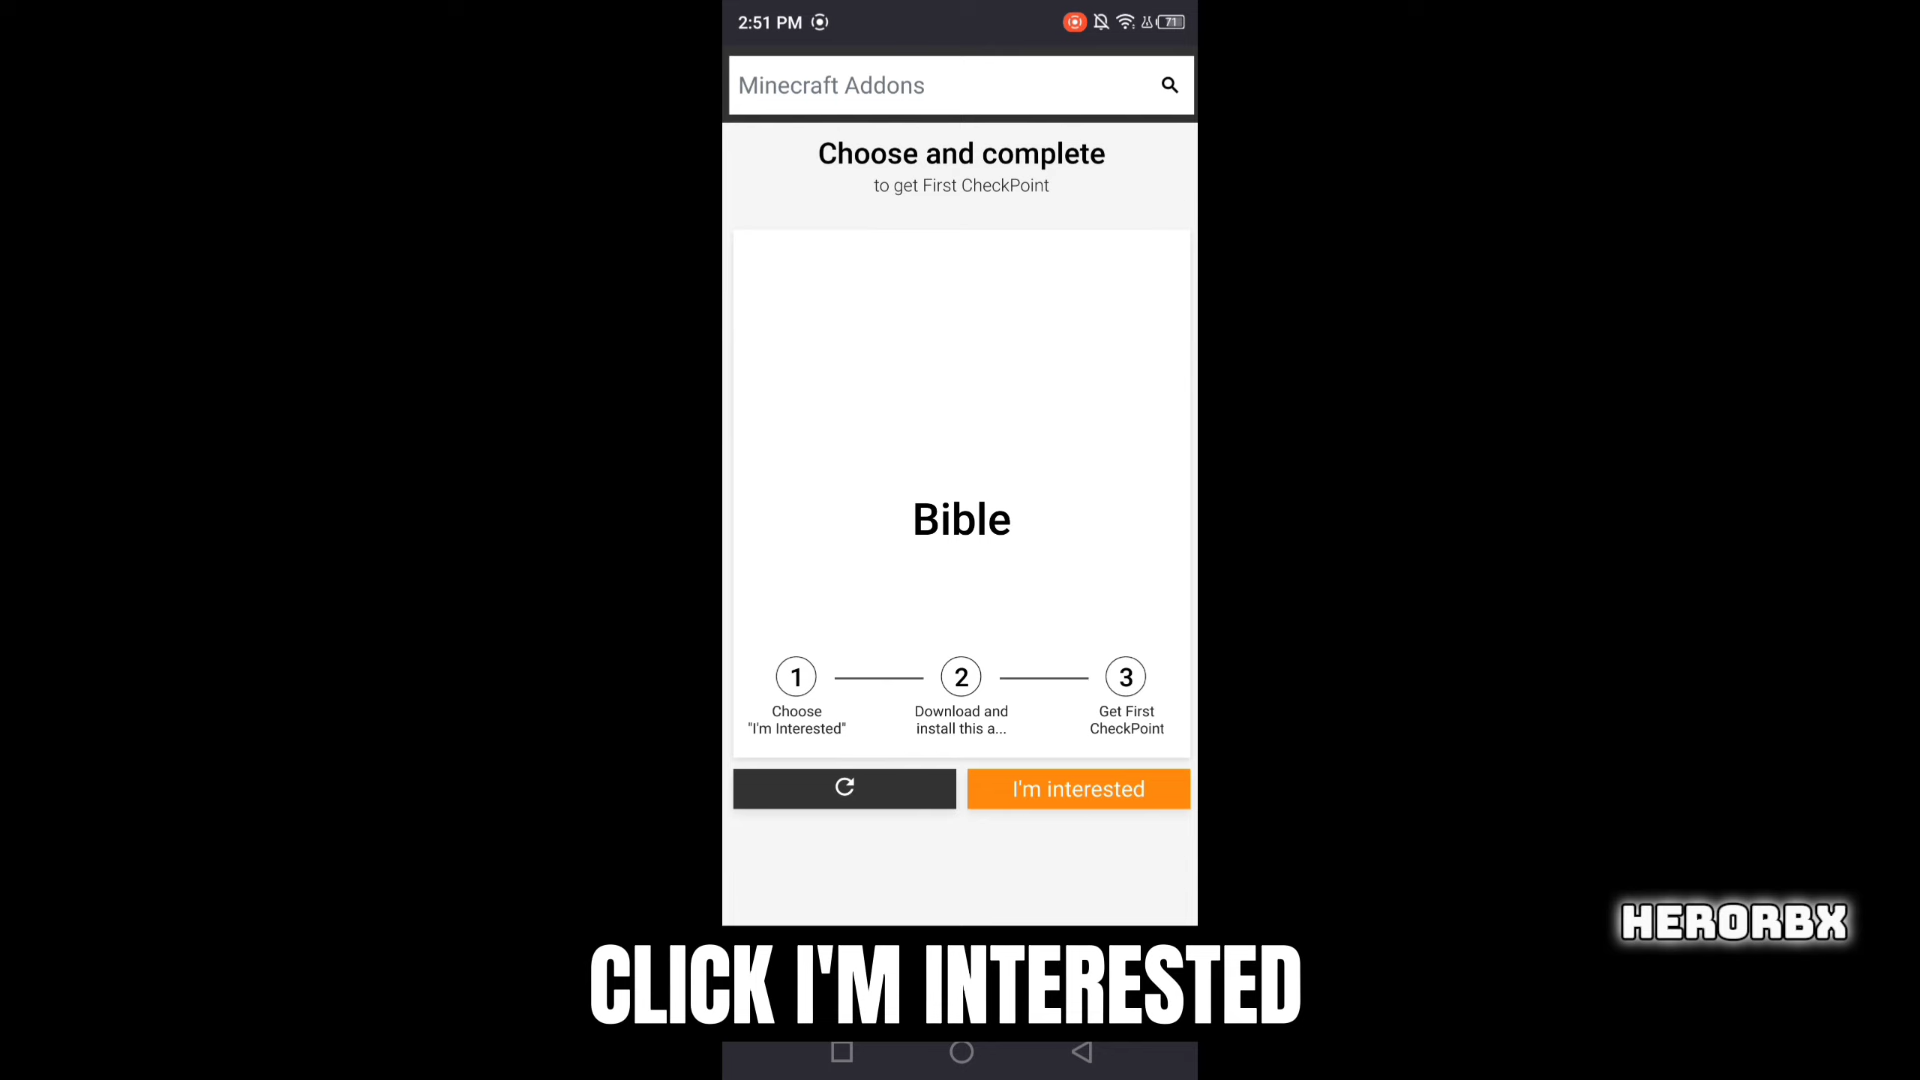 2:51 PM
71
Minecraft Addons
Choose and complete
to get First CheckPoint
Bible
1
2
3
Choose
"I'm Interested"
Download and
install this a...
Get First
CheckPoint
I'm interested
HERORBX
CLICK I'M INTERESTED